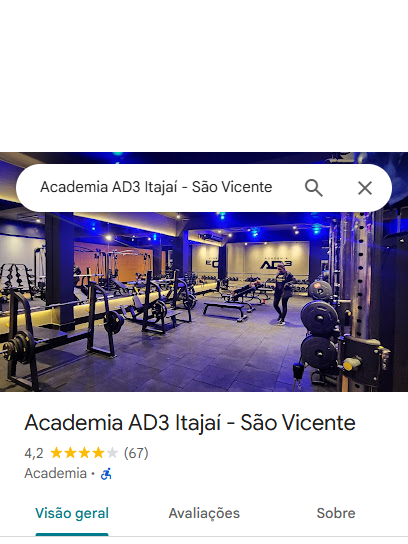 Academia AD3 Itajaí - São Vicente
AD3
Academia AD3 Itajaí - São Vicente
4,2 (67)
Academia ·
Visão geral Avaliações Sobre